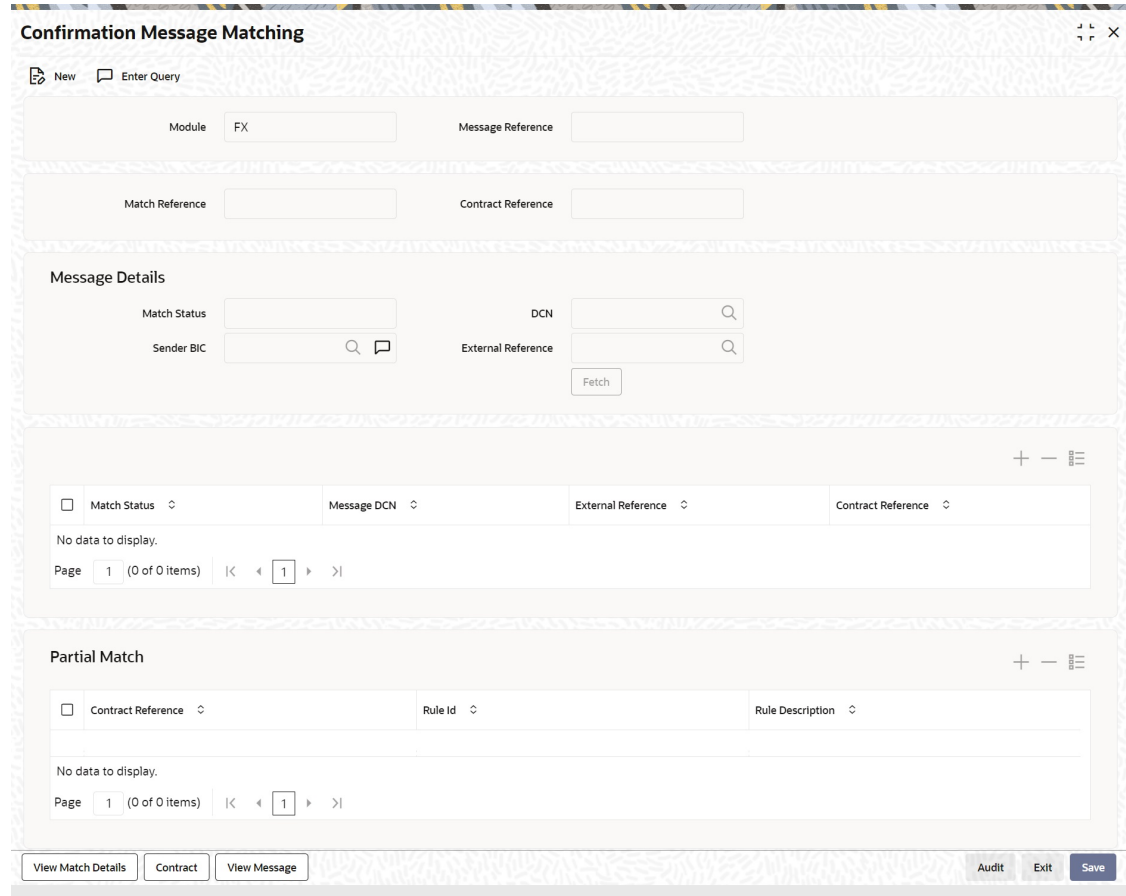 Confirmation Message Matching
New Enter Query
Module FX Message Reference
Match Reference Contract Reference
Message Details
Match Status DCN
Sender BIC External Reference
Fetch
Match Status Message DCN External Reference Contract Reference
No data to display.
Page 1 (0 of 0 items) 1
Partial Match
Contract Reference Rule Id Rule Description
No data to display.
Page 1 (0 of 0 items) 1
View Match Details Contract View Message Audit Exit Save